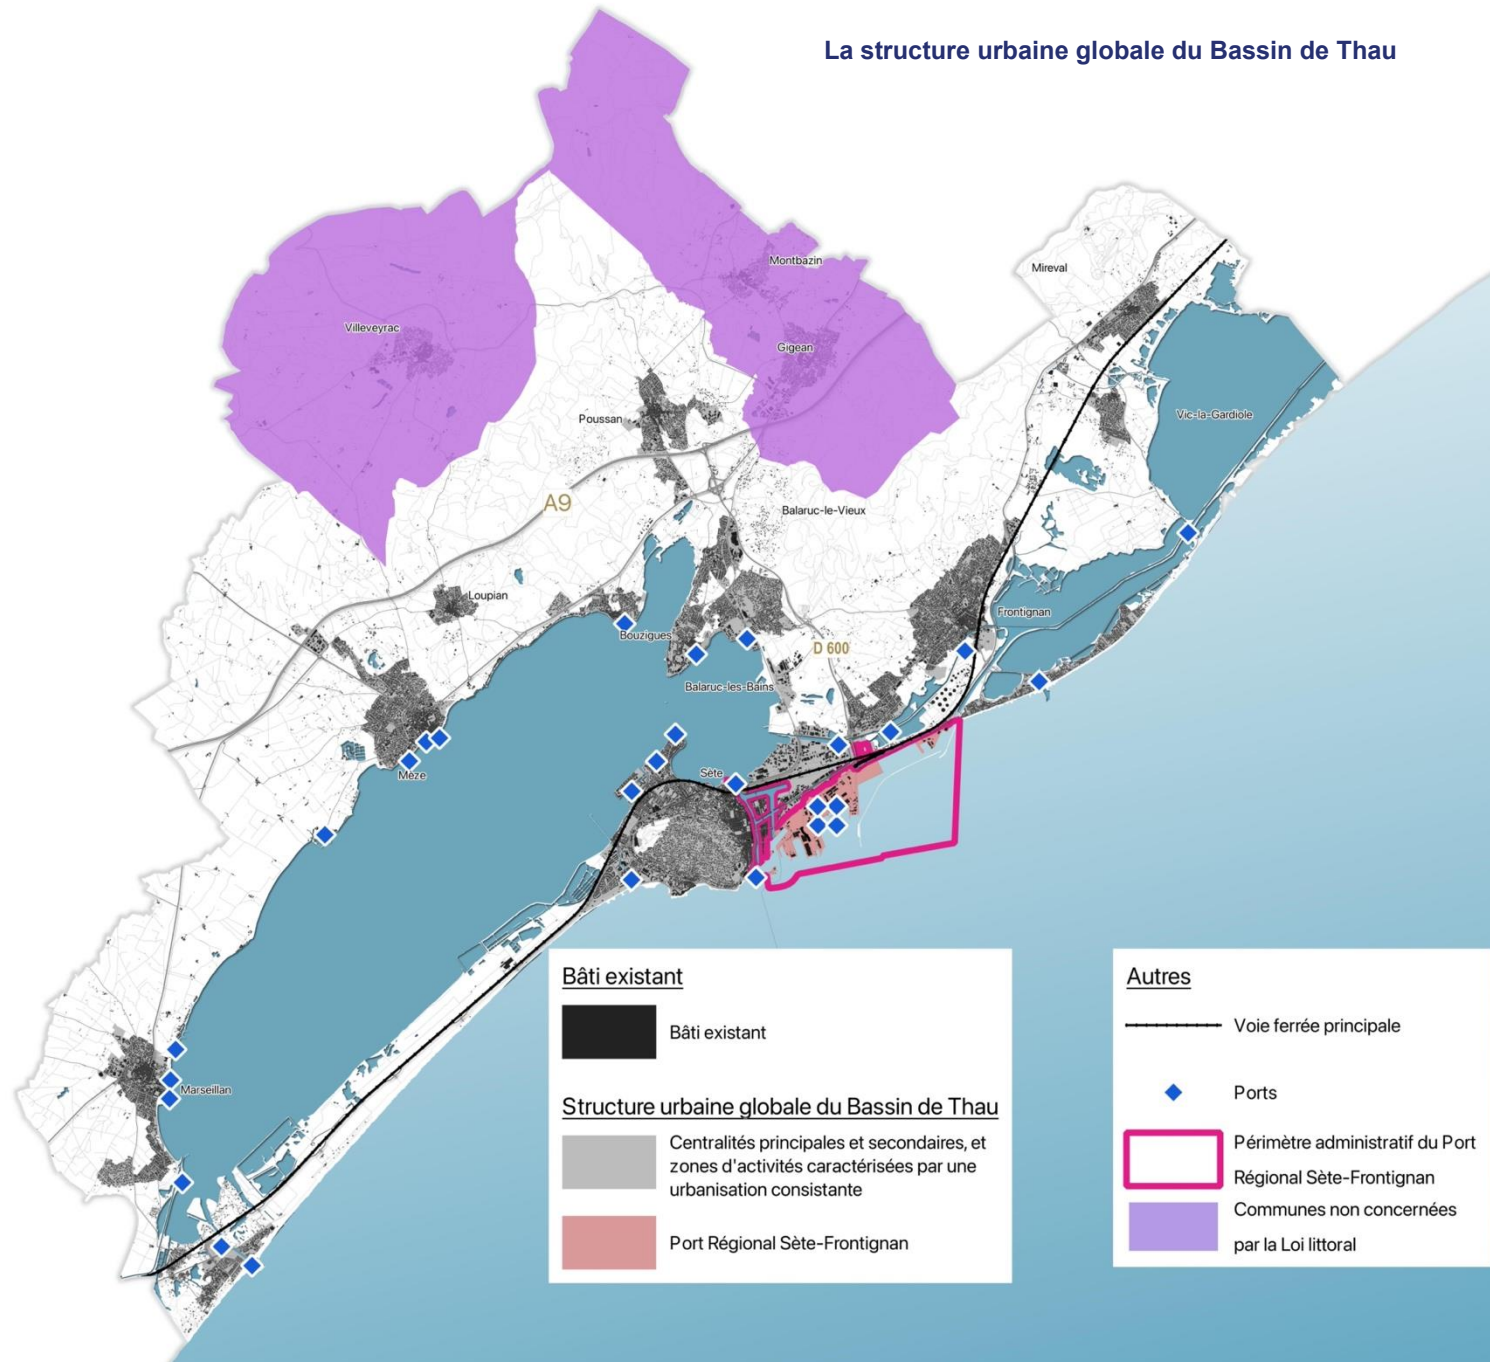 La structure urbaine globale du Bassin de Thau
Montbazin
Mireval
Villeveyrac
Gigean
Poussan
Vic-la-Gardiole
A9
Balaruc-le-Vieux
Loupian
Frontignan
Bouzigues
D 600
Balaruc-les-Bains
Mèze
Sète
Marseillan
Bâti existant
Bâti existant
Structure urbaine globale du Bassin de Thau
Centralités principales et secondaires, et
zones d'activités caractérisées par une
urbanisation consistante
Port Régional Sète-Frontignan
Autres
Voie ferrée principale
Ports
Périmètre administratif du Port
Régional Sète-Frontignan
Communes non concernées
par la Loi littoral